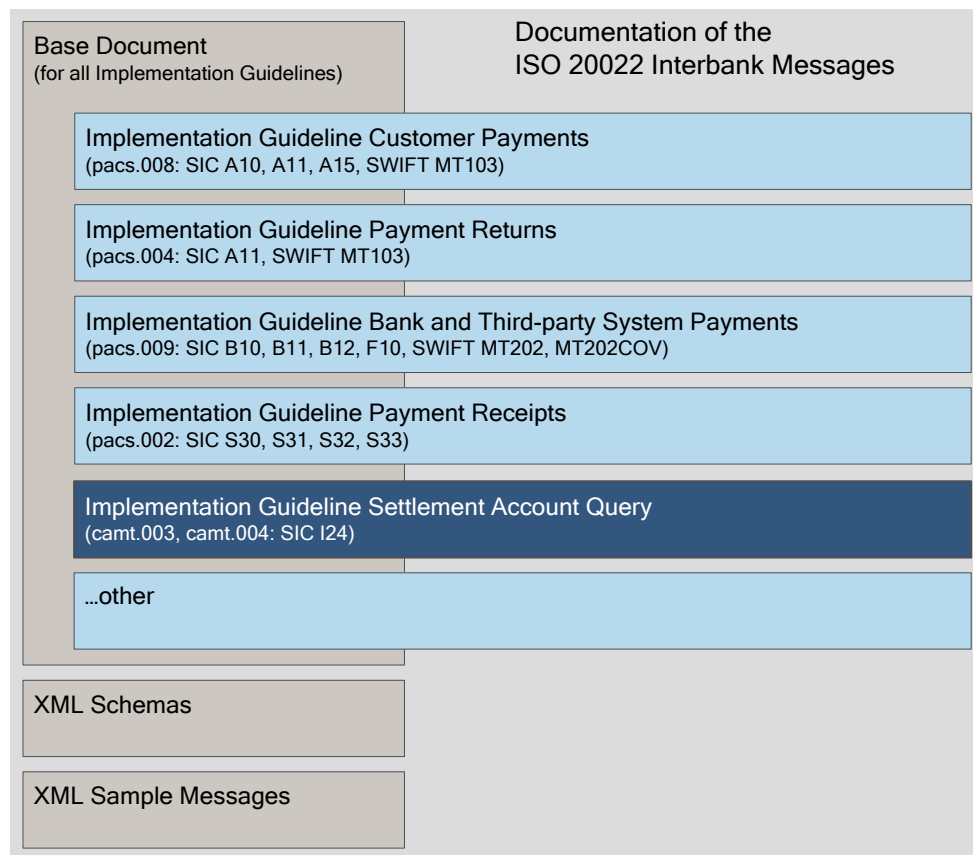 Base Document
(for all Implementation Guidelines)
Documentation of the
ISO 20022 Interbank Messages
Implementation Guideline Customer Payments
(pacs.008: SIC A10, A11, A15, SWIFT MT103)
Implementation Guideline Payment Returns
(pacs.004: SIC A11, SWIFT MT103)
Implementation Guideline Bank and Third-party System Payments
(pacs.009: SIC B10, B11, B12, F10, SWIFT MT202, MT202COV)
Implementation Guideline Payment Receipts
(pacs.002: SIC S30, S31, S32, S33)
Implementation Guideline Settlement Account Query
(camt.003, camt.004: SIC I24)
…other
XML Schemas
XML Sample Messages